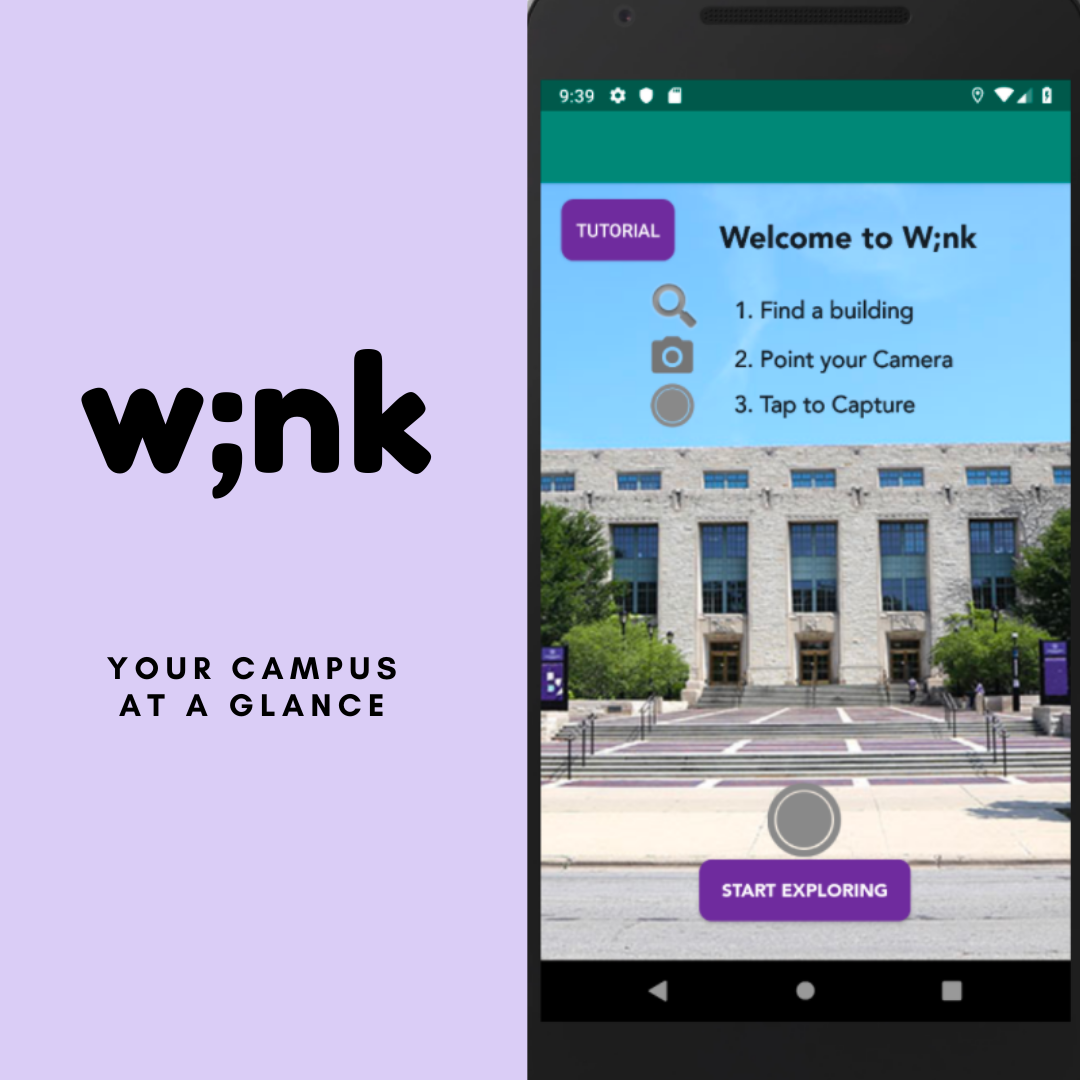 w;nk
YOUR CAMPUS
AT A GLANCE
9:39
TUTORIAL
Welcome to W;nk
1. Find a building
2. Point your Camera
3. Tap to Capture
START EXPLORING